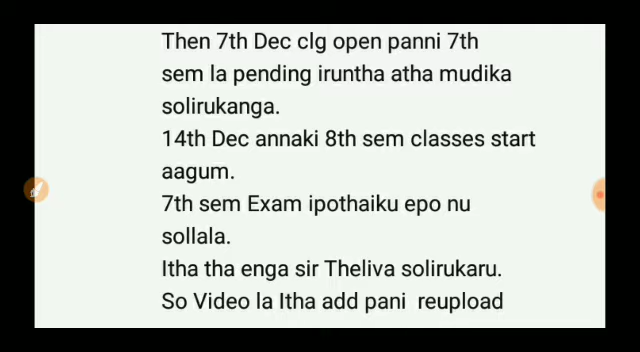 Then 7th Dec clg open panni 7th
sem la pending iruntha atha mudika
solirukanga.
14th Dec annaki 8th sem classes start
aagum.
7th sem Exam ipothaiku epo nu
sollala.
Itha tha enga sir Theliva solirukaru.
So Video la Itha add pani reupload